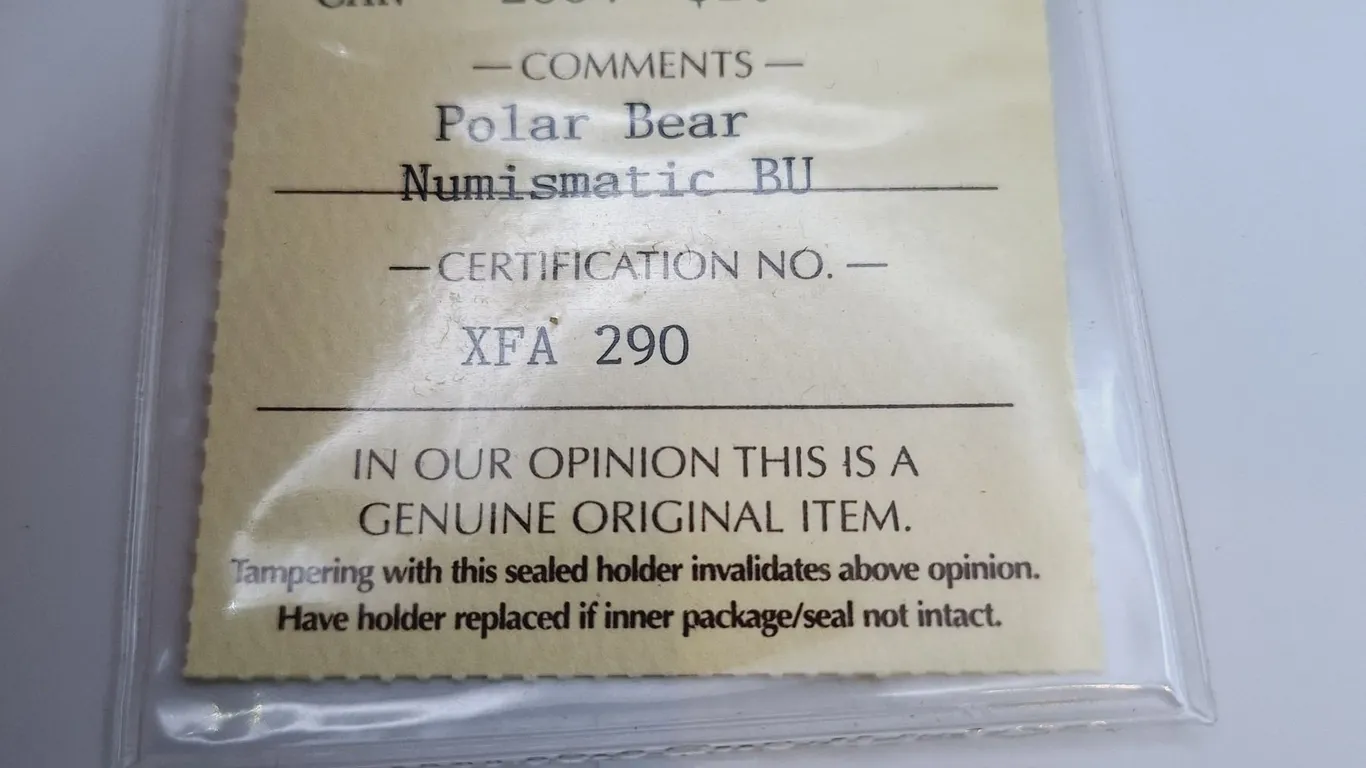 — COMMENTS —
Polar Bear
Numismatic BU
— CERTIFICATION NO. —
XFA 290
IN OUR OPINION THIS IS A
GENUINE ORIGINAL ITEM.
Tampering with this sealed holder invalidates above opinion.
Have holder replaced if inner package/seal not intact.